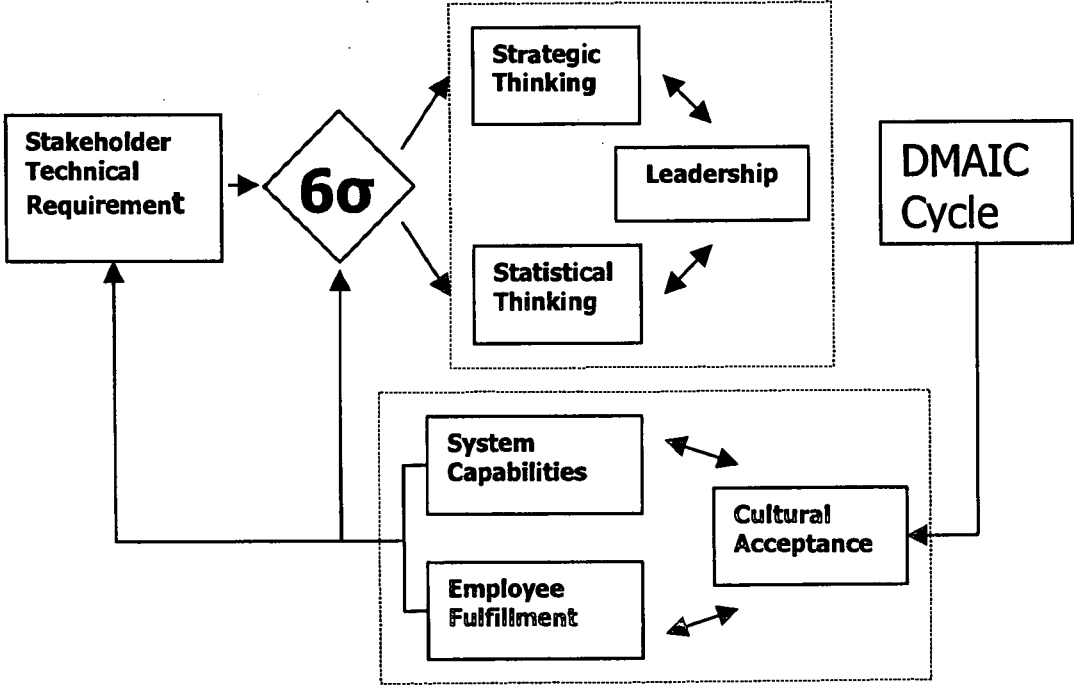 Stakeholder
Technical
Requirement
6σ
Strategic
Thinking
Leadership
Statistical
Thinking
DMAIC
Cycle
System
Capabilities
Cultural
Acceptance
Employee
Fulfillment